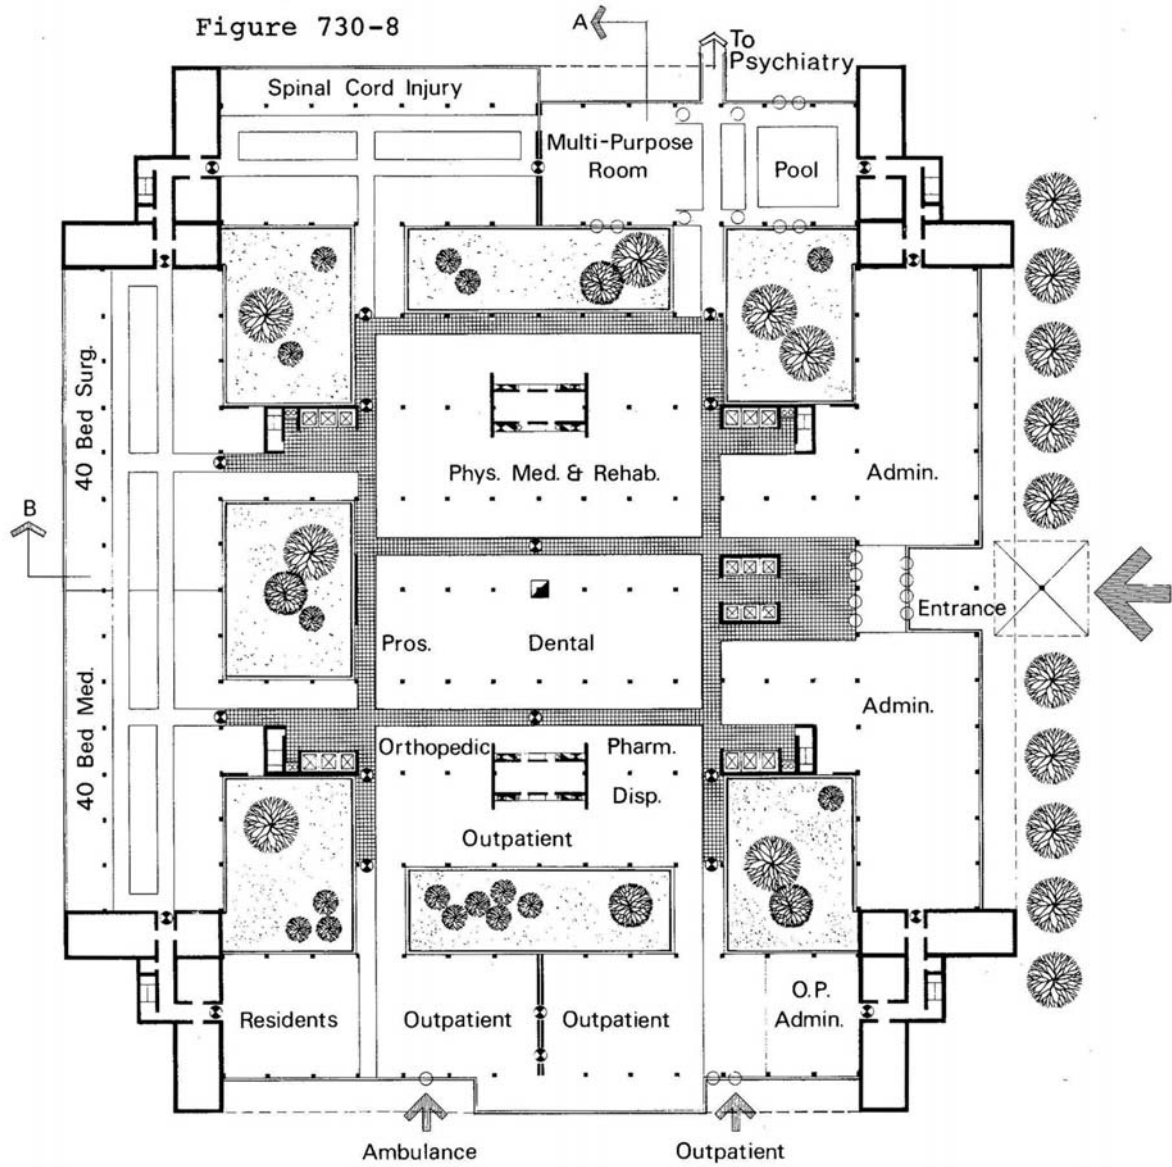 Figure 730-8
A
To
Psychiatry
Spinal Cord Injury
Multi-Purpose
Room
Pool
40 Bed Surg.
Phys. Med. & Rehab.
Admin.
B
Entrance
Pros.
Dental
40 Bed Med.
Admin.
Orthopedic
Pharm.
Disp.
Outpatient
O.P.
Admin.
Residents
Outpatient
Outpatient
Ambulance
Outpatient